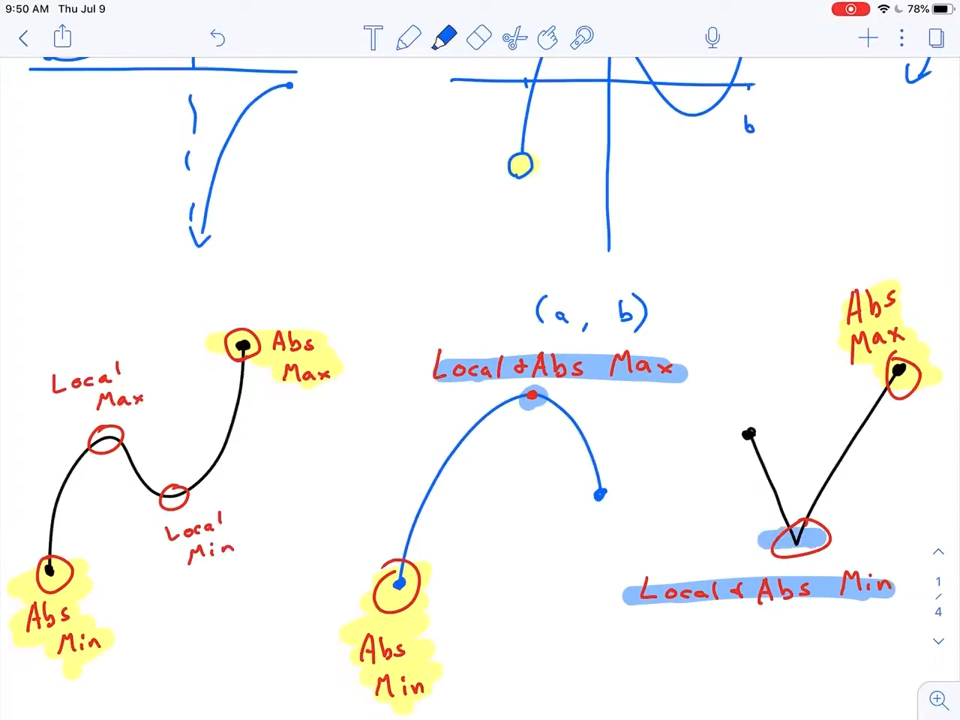 9:50 AM Thu Jul 9
78%
b
(a, b)
Abs
Max
Local
Max
Local
Min
Abs
Min
Local & Abs Max
Abs
Min
Abs
Max
Local & Abs Min
1
/
4